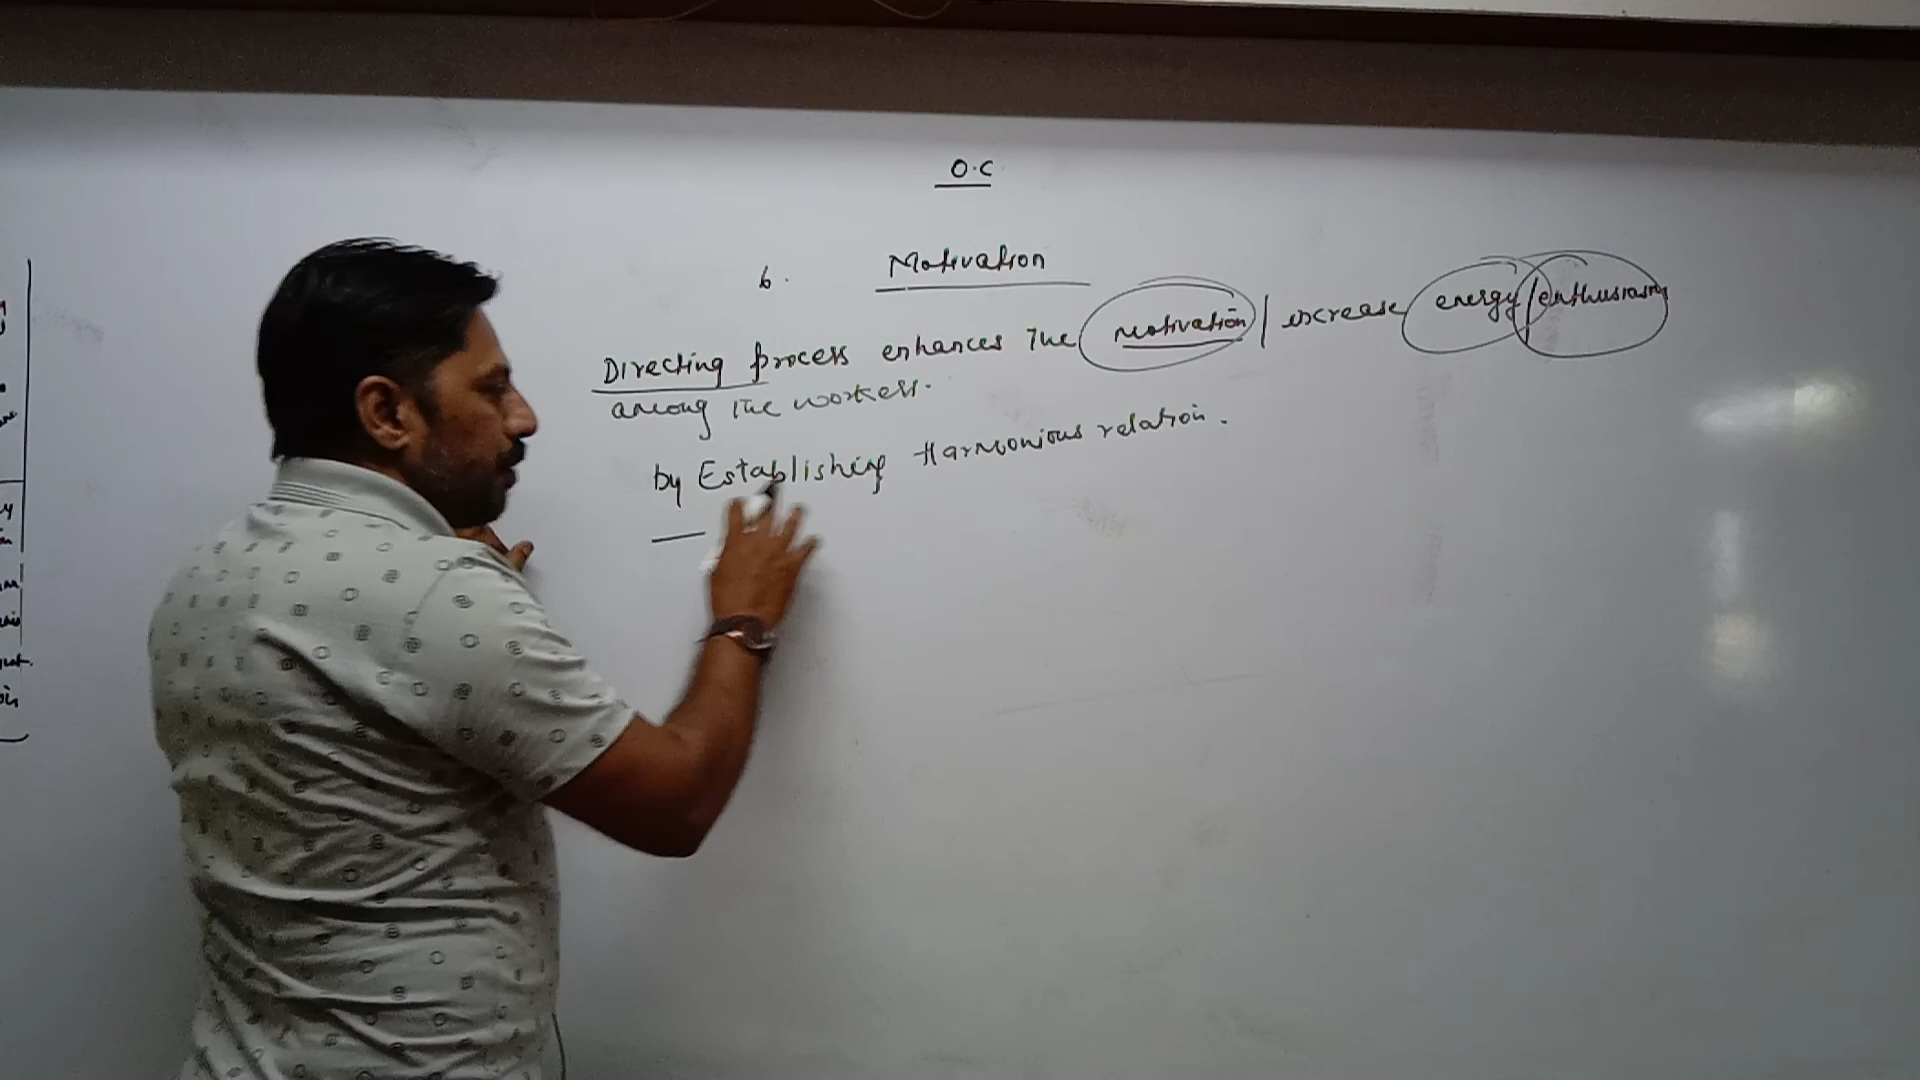 O.C
6. Motivation
Directing process enhances the motivation / increase energy / enthusiasm
among the workers.
by Establishing Harmonious relation.